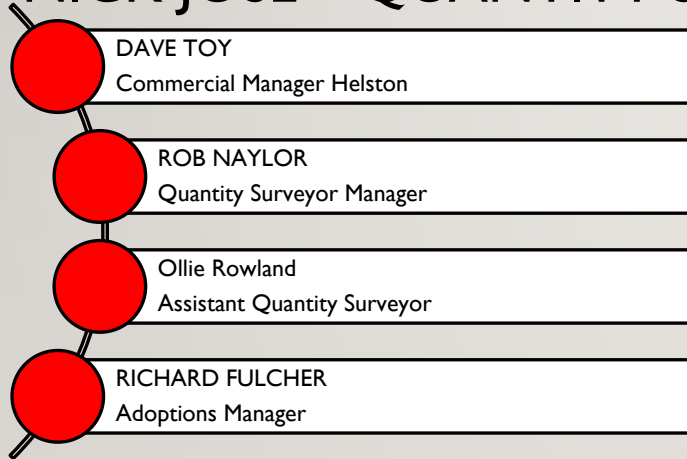 DAVE TOY
Commercial Manager Helston
ROB NAYLOR
Quantity Surveyor Manager
Ollie Rowland
Assistant Quantity Surveyor
RICHARD FULCHER
Adoptions Manager